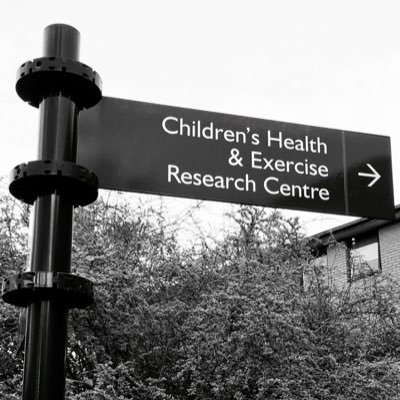 Children's Health
& Exercise
Research Centre →